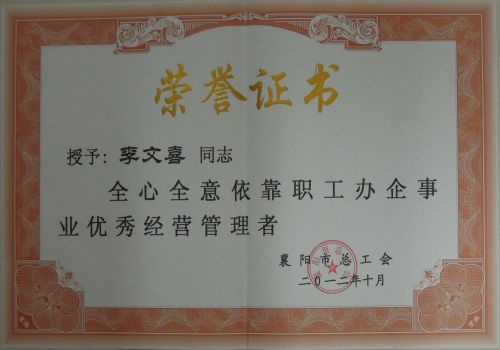 荣誉证书
授予：李文喜 同志
全心全意依靠职工办企事
业优秀经营管理者
襄阳市总工会
二〇一二年十月